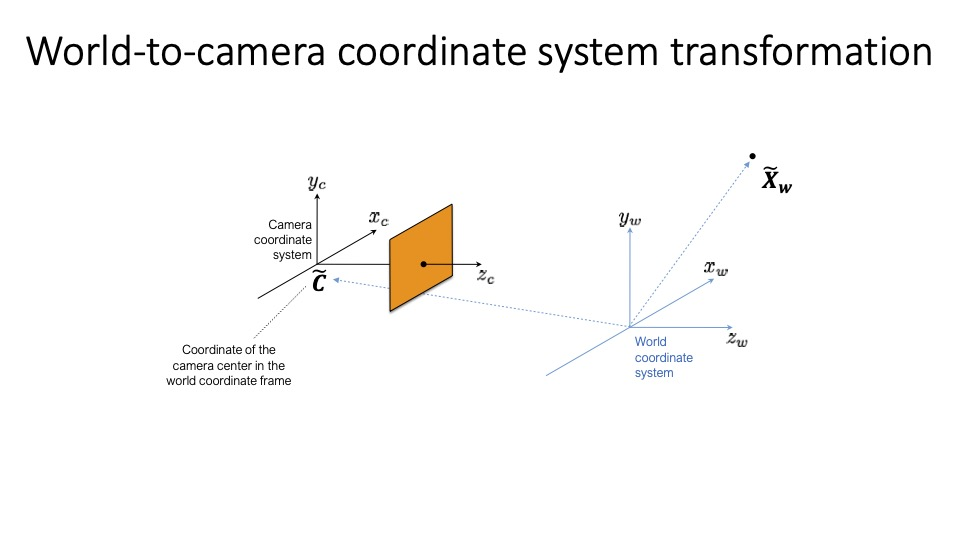 World-to-camera coordinate system transformation
y_c
x_c
Camera
coordinate
system
C̃
z_c
Coordinate of the
camera center in the
world coordinate frame
X̃_w
y_w
x_w
z_w
World
coordinate
system